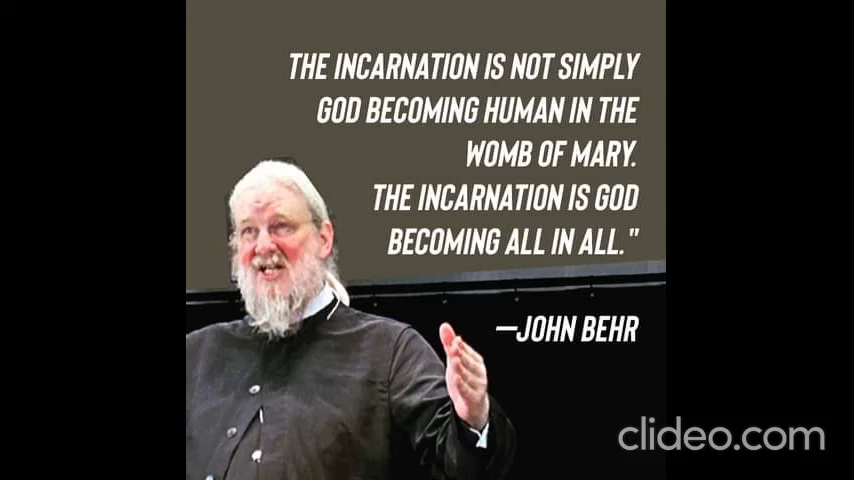 THE INCARNATION IS NOT SIMPLY
GOD BECOMING HUMAN IN THE
WOMB OF MARY.
THE INCARNATION IS GOD
BECOMING ALL IN ALL."
—JOHN BEHR
clideo.com